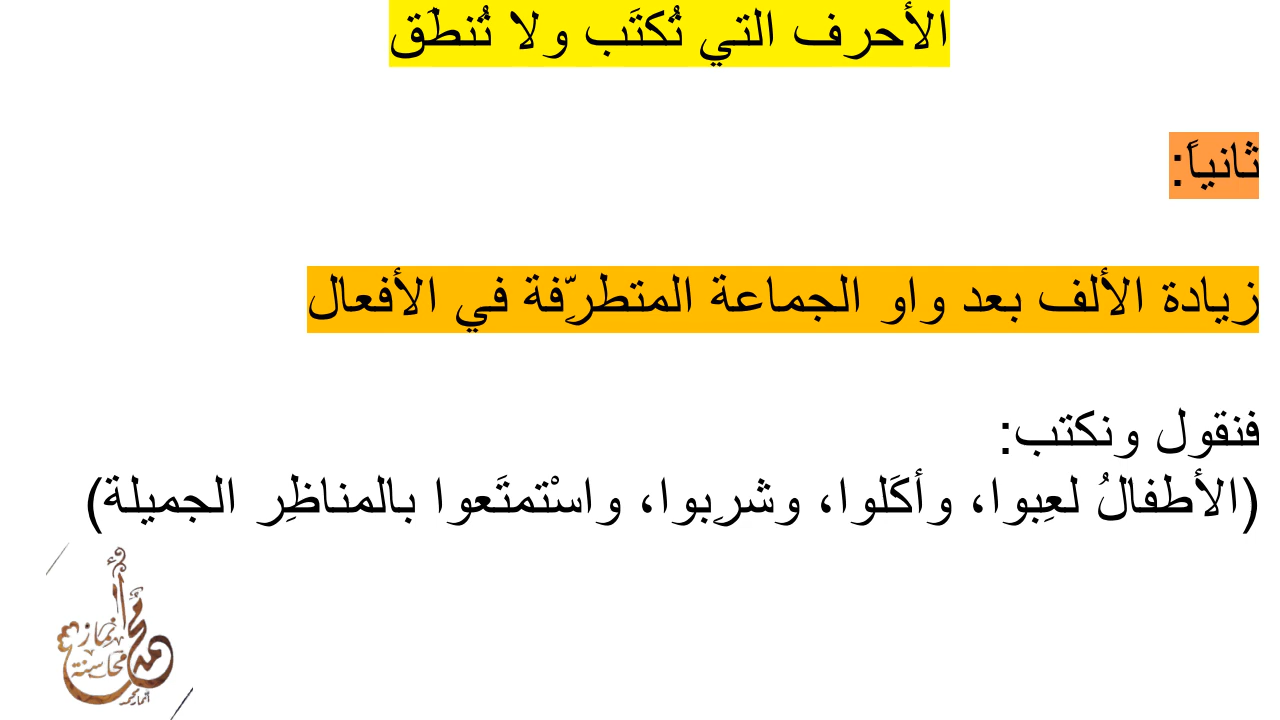 الأحرف التي تُكتَب ولا تُنطَق
ثانياً:
زيادة الألف بعد واو الجماعة المتطرِّفة في الأفعال
فنقول ونكتب:
(الأطفالُ لعِبوا، وأكَلوا، وشرِبوا، واسْتمتَعوا بالمناظِر الجميلة)